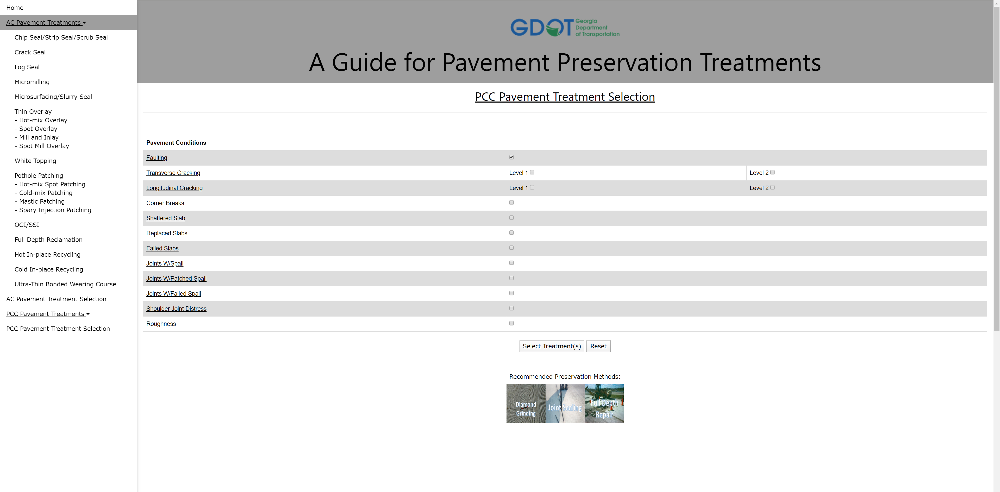 Home
AC Pavement Treatments
Chip Seal/Strip Seal/Scrub Seal
Crack Seal
Fog Seal
Micromilling
Microsurfacing/Slurry Seal
Thin Overlay
- Hot-mix Overlay
- Spot Overlay
- Mill and Inlay
- Spot Mill Overlay
White Topping
Pothole Patching
- Hot-mix Spot Patching
- Cold-mix Patching
- Mastic Patching
- Spary Injection Patching
OGI/SSI
Full Depth Reclamation
Hot In-place Recycling
Cold In-place Recycling
Ultra-Thin Bonded Wearing Course
AC Pavement Treatment Selection
PCC Pavement Treatments
PCC Pavement Treatment Selection
GDOT
Georgia
Department
of Transportation
A Guide for Pavement Preservation Treatments
PCC Pavement Treatment Selection
Pavement Conditions
Faulting
Transverse Cracking Level 1 Level 2
Longitudinal Cracking Level 1 Level 2
Corner Breaks
Shattered Slab
Replaced Slabs
Failed Slabs
Joints W/Spall
Joints W/Patched Spall
Joints W/Failed Spall
Shoulder Joint Distress
Roughness
Select Treatment(s) Reset
Recommended Preservation Methods:
Diamond
Grinding
Joint Sealing
Full Depth
Repair